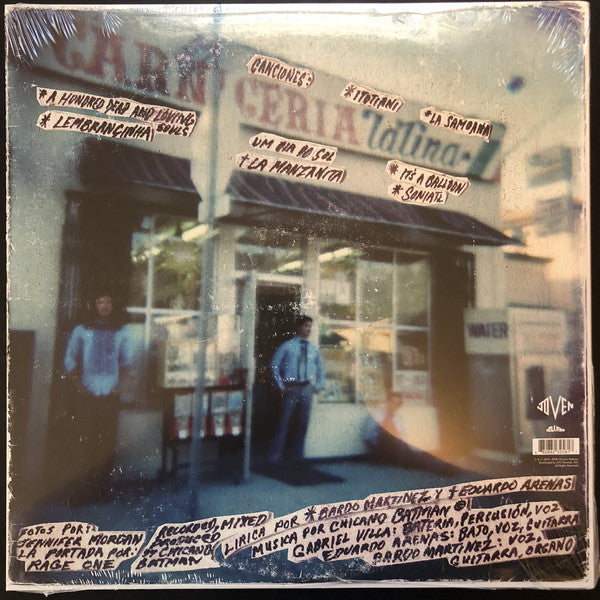 CARNICERIA latina
CANCIONES:
* A HUNDRED DEAD AND LOVING
SOULS
* LEMBRANCINHA
* ITOTIANI
* LA SAMOANA
UM DIA DO SOL
† LA MANZANITA
* IT'S A BALLOON
* SONIATL
WATER
JOVEN
FOTOS POR:
JENNIFER MORGAN
LA PORTADA POR:
RAGE ONE
RECORDED, MIXED
PRODUCED
BY CHICANO
BATMAN
LIRICA POR * BARDO MARTINEZ Y † EDUARDO ARENAS
MUSICA POR CHICANO BATMAN ©
GABRIEL VILLA: BATERIA, PERCUSIÓN, VOZ
EDUARDO ARENAS: BAJO, VOZ, GUITARRA
BARDO MARTINEZ: VOZ,
GUITARRA, ORGANO